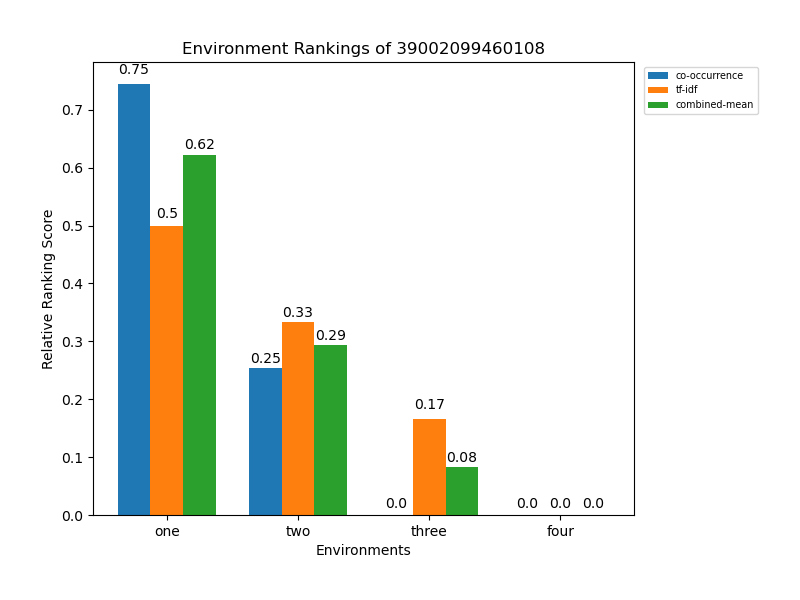 Environment Rankings of 39002099460108
co-occurrence
tf-idf
combined-mean
Relative Ranking Score
0.7
0.6
0.5
0.4
0.3
0.2
0.1
0.0
0.75
0.5
0.62
0.25
0.33
0.29
0.0
0.17
0.08
0.0 0.0 0.0
one two three four
Environments